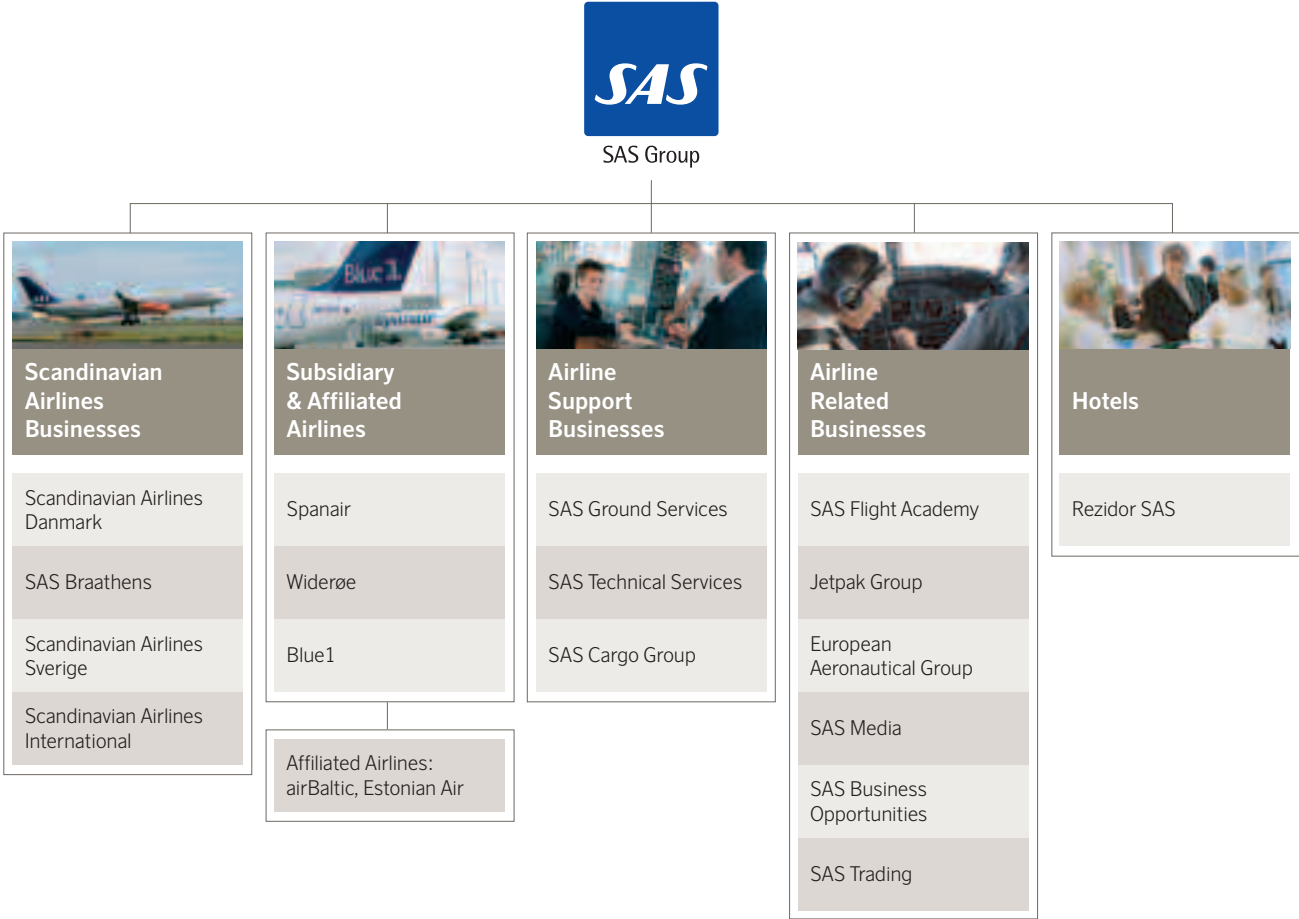 SAS
SAS Group
Blue1
Scandinavian
Airlines
Businesses
Subsidiary
& Affiliated
Airlines
Airline
Support
Businesses
Airline
Related
Businesses
Hotels
Scandinavian Airlines
Danmark
SAS Braathens
Scandinavian Airlines
Sverige
Scandinavian Airlines
International
Spanair
Widerøe
Blue1
Affiliated Airlines:
airBaltic, Estonian Air
SAS Ground Services
SAS Technical Services
SAS Cargo Group
SAS Flight Academy
Jetpak Group
European
Aeronautical Group
SAS Media
SAS Business
Opportunities
SAS Trading
Rezidor SAS